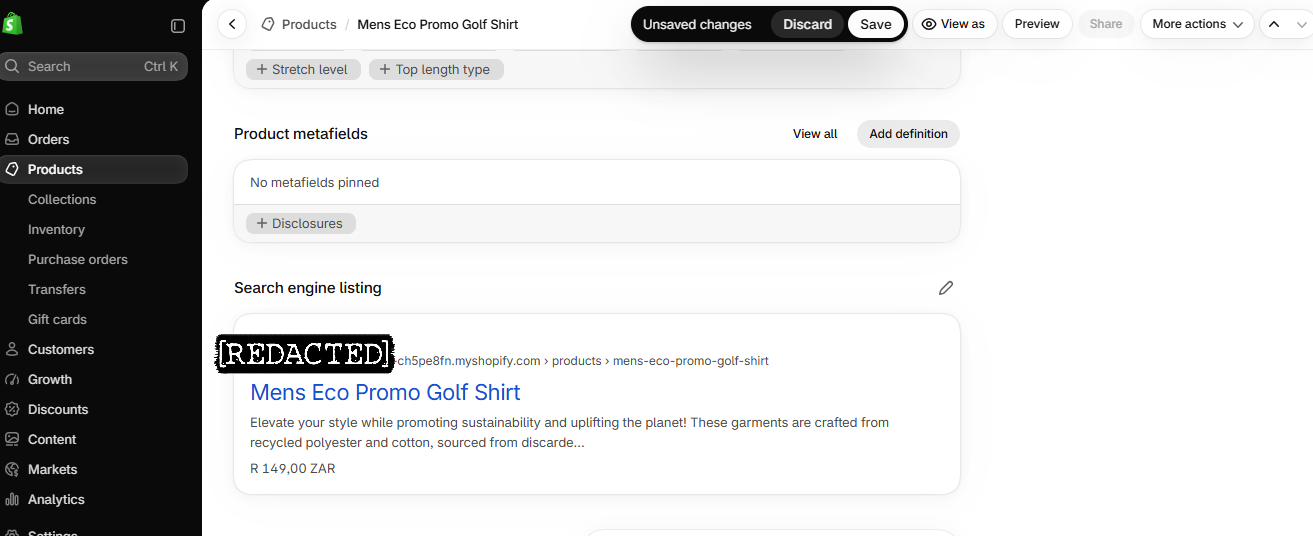 Products / Mens Eco Promo Golf Shirt
Unsaved changes Discard Save
View as
Preview
Share
More actions
Search Ctrl K
Home
Orders
Products
Collections
Inventory
Purchase orders
Transfers
Gift cards
Customers
Growth
Discounts
Content
Markets
Analytics
Settings
+ Stretch level + Top length type
Product metafields View all Add definition
No metafields pinned
+ Disclosures
Search engine listing
[REDACTED]-ch5pe8fn.myshopify.com › products › mens-eco-promo-golf-shirt
Mens Eco Promo Golf Shirt
Elevate your style while promoting sustainability and uplifting the planet! These garments are crafted from
recycled polyester and cotton, sourced from discarde...
R 149,00 ZAR